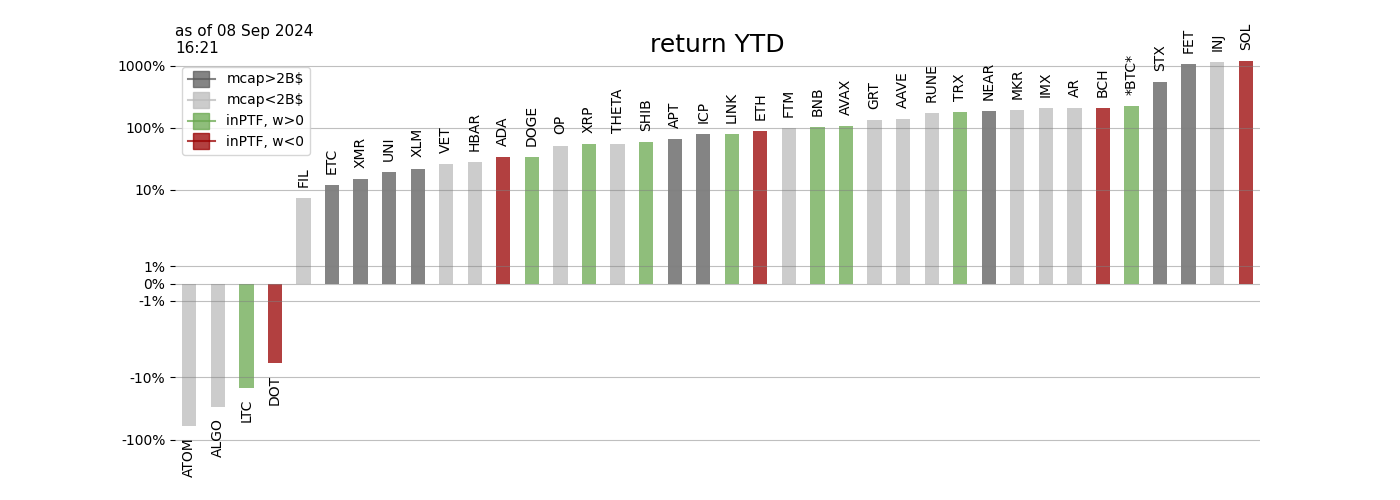 as of 08 Sep 2024
16:21
return YTD
mcap>2B$
mcap<2B$
inPTF, w>0
inPTF, w<0
1000%
100%
10%
1%
0%
-1%
-10%
-100%
ATOM
ALGO
LTC
DOT
FIL
ETC
XMR
UNI
XLM
VET
HBAR
ADA
DOGE
OP
XRP
THETA
SHIB
APT
ICP
LINK
ETH
FTM
BNB
AVAX
GRT
AAVE
RUNE
TRX
NEAR
MKR
IMX
AR
BCH
*BTC*
STX
FET
INJ
SOL